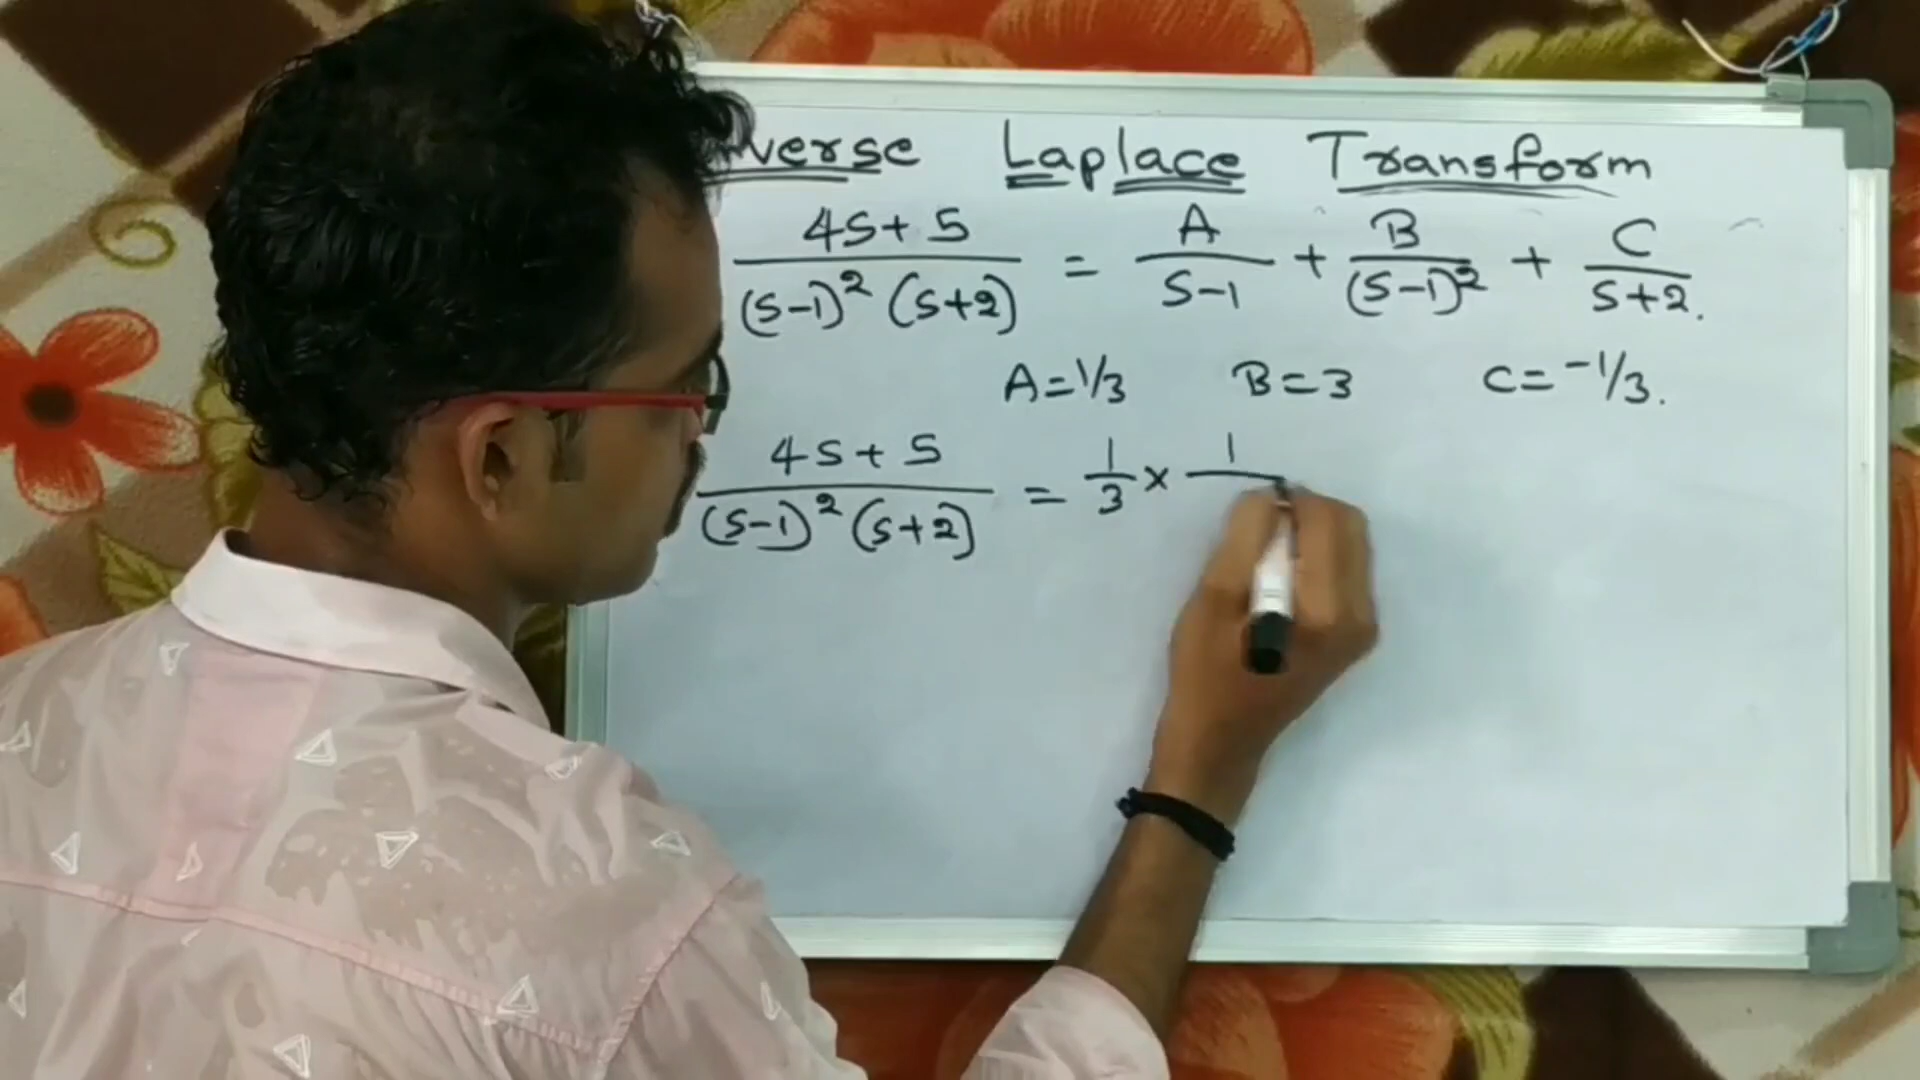 verse Laplace Transform
4s+5/(s-1)² (s+2) = A/s-1 + B/(s-1)² + C/s+2.
A=1/3 B=3 C=-1/3.
4s+5/(s-1)² (s+2) = 1/3 × 1/